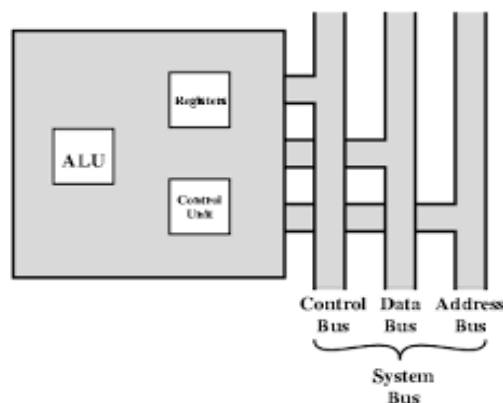 Registers
ALU
Control
Unit
Control Data Address
Bus Bus Bus
System
Bus